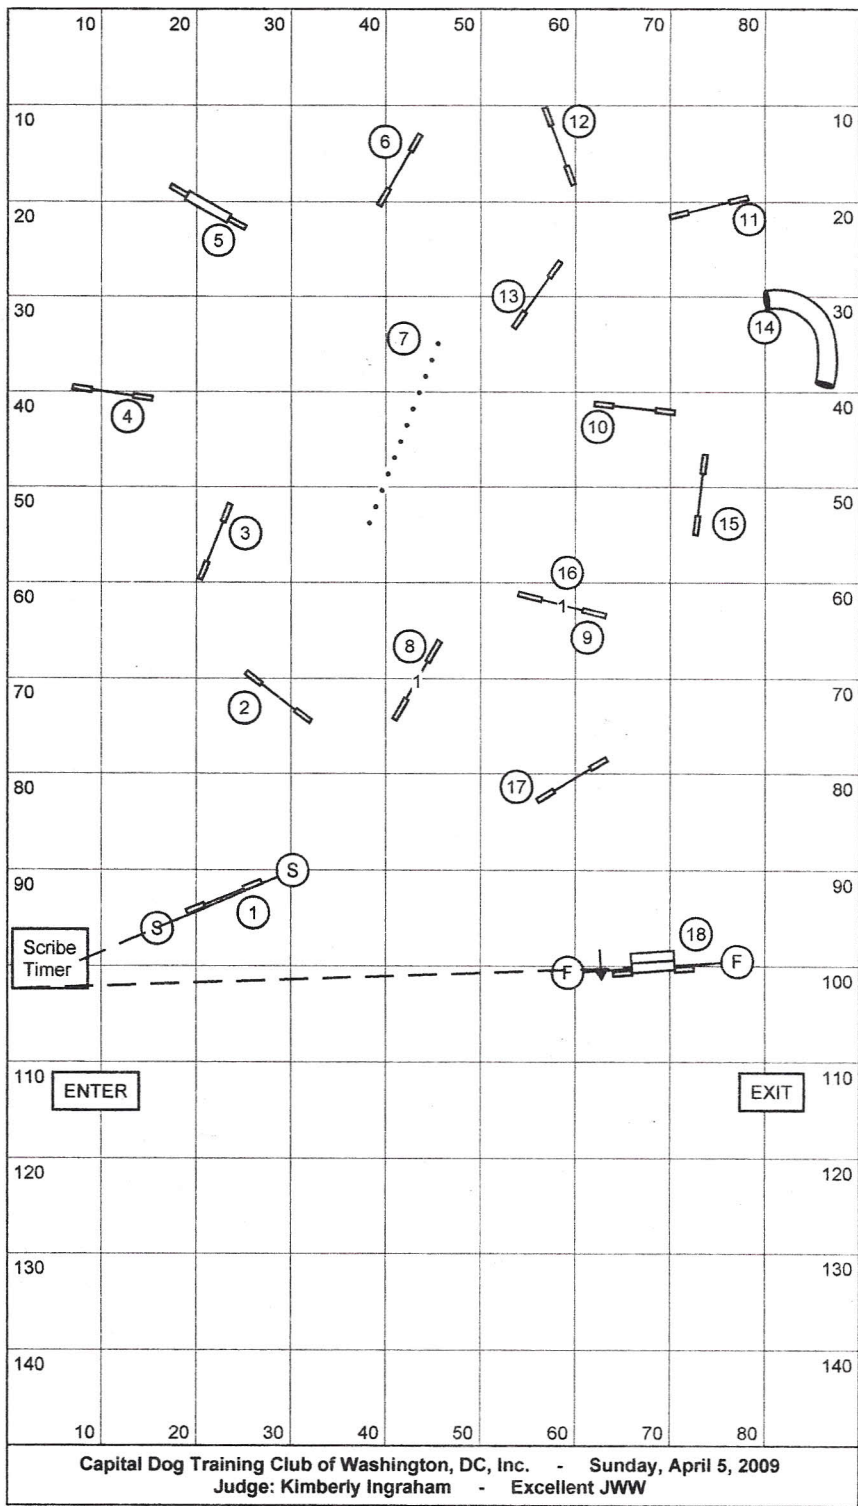 10 20 30 40 50 60 70 80
10 6 12 10
20 5 11 20
30 13 14 30
7
40 4 10 40
50 3 15 50
60 16 60
1 9
8
70 2 1 70
80 17 80
90 S 90
S 1
Scribe
Timer
18
F F
100
110 110
ENTER EXIT
120 120
130 130
140 140
10 20 30 40 50 60 70 80
Capital Dog Training Club of Washington, DC, Inc. - Sunday, April 5, 2009
Judge: Kimberly Ingraham - Excellent JWW